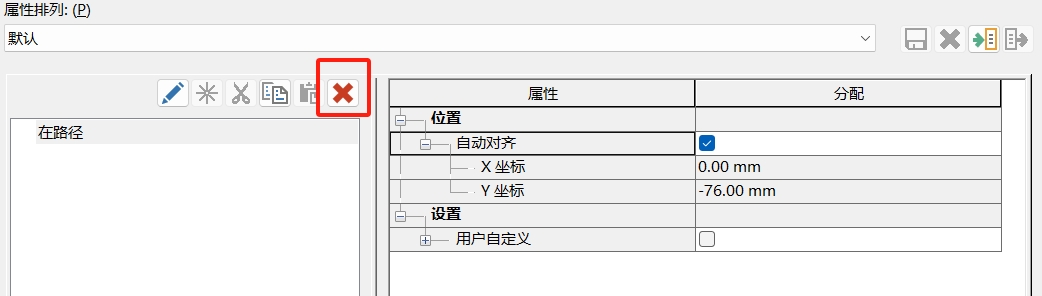 属性排列: (P)
默认
在路径
属性 分配
位置
自动对齐
X 坐标 0.00 mm
Y 坐标 -76.00 mm
设置
用户自定义